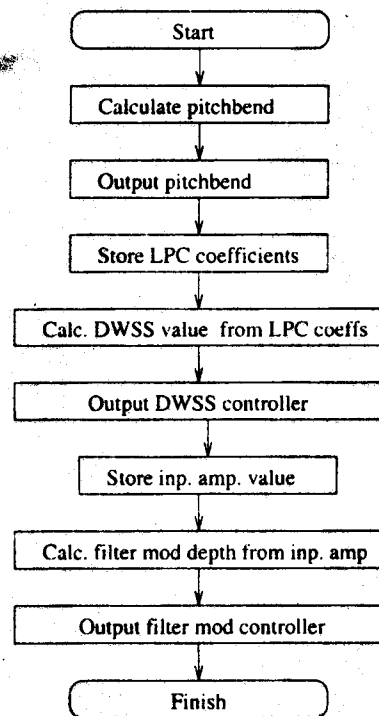 Start
Calculate pitchbend
Output pitchbend
Store LPC coefficients
Calc. DWSS value from LPC coeffs
Output DWSS controller
Store inp. amp. value
Calc. filter mod depth from inp. amp
Output filter mod controller
Finish